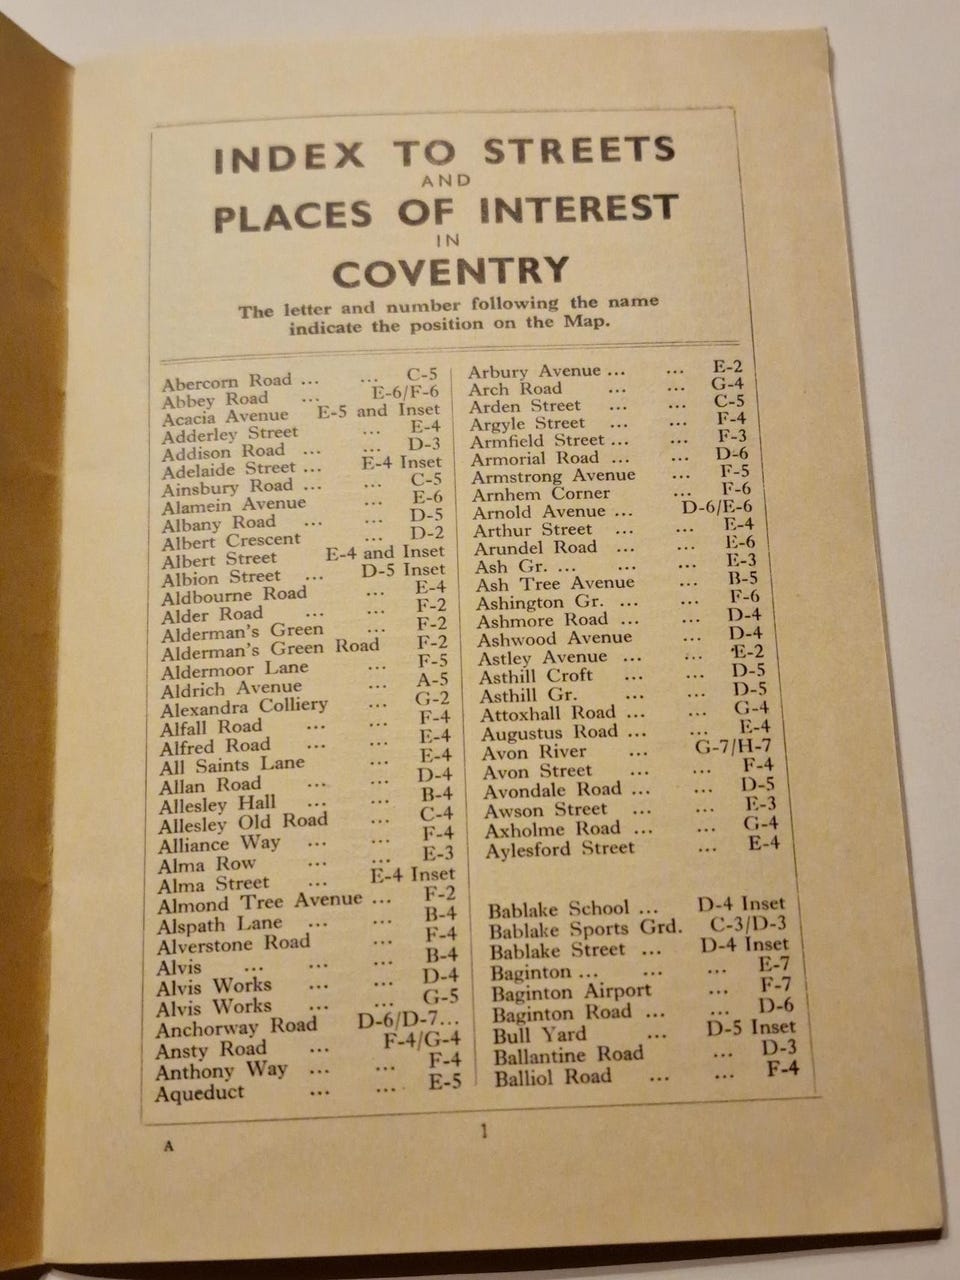 INDEX TO STREETS
AND
PLACES OF INTEREST
IN
COVENTRY
The letter and number following the name
indicate the position on the Map.
Abercorn Road ... ... C-5
Abbey Road ... E-6/F-6
Acacia Avenue E-5 and Inset
Adderley Street ... E-4
Addison Road ... ... D-3
Adelaide Street ... E-4 Inset
Ainsbury Road ... ... C-5
Alamein Avenue ... E-6
Albany Road ... ... D-5
Albert Crescent ... D-2
Albert Street E-4 and Inset
Albion Street ... D-5 Inset
Aldbourne Road ... E-4
Alder Road ... ... F-2
Alderman's Green ... F-2
Alderman's Green Road F-2
Aldermoor Lane ... F-5
Aldrich Avenue ... A-5
Alexandra Colliery ... G-2
Alfall Road ... ... F-4
Alfred Road ... ... E-4
All Saints Lane ... E-4
Allan Road ... ... D-4
Allesley Hall ... ... B-4
Allesley Old Road ... C-4
Alliance Way ... ... F-4
Alma Row ... ... E-3
Alma Street ... E-4 Inset
Almond Tree Avenue ... F-2
Alspath Lane ... ... B-4
Alverstone Road ... F-4
Alvis ... ... ... B-4
Alvis Works ... ... D-4
Alvis Works ... ... G-5
Anchorway Road D-6/D-7...
Ansty Road ... F-4/G-4
Anthony Way ... ... F-4
Aqueduct ... ... E-5
Arbury Avenue ... ... E-2
Arch Road ... ... G-4
Arden Street ... ... C-5
Argyle Street ... ... F-4
Armfield Street ... ... F-3
Armorial Road ... ... D-6
Armstrong Avenue ... F-5
Arnhem Corner ... F-6
Arnold Avenue ... D-6/E-6
Arthur Street ... ... E-4
Arundel Road ... ... E-6
Ash Gr. ... ... ... E-3
Ash Tree Avenue ... B-5
Ashington Gr. ... ... F-6
Ashmore Road ... ... D-4
Ashwood Avenue ... D-4
Astley Avenue ... ... E-2
Asthill Croft ... ... D-5
Asthill Gr. ... ... D-5
Attoxhall Road ... ... G-4
Augustus Road ... ... E-4
Avon River ... G-7/H-7
Avon Street ... ... F-4
Avondale Road ... ... D-5
Awson Street ... ... E-3
Axholme Road ... ... G-4
Aylesford Street ... E-4
Bablake School ... D-4 Inset
Bablake Sports Grd. C-3/D-3
Bablake Street ... D-4 Inset
Baginton ... ... ... E-7
Baginton Airport ... F-7
Baginton Road ... ... D-6
Bull Yard ... D-5 Inset
Ballantine Road ... D-3
Balliol Road ... ... F-4
A
1